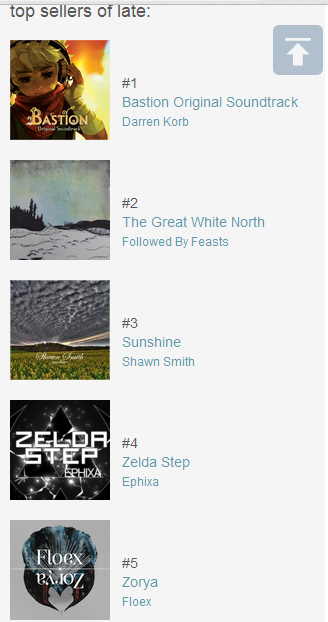 top sellers of late:
BASTION
Original Soundtrack
#1
Bastion Original Soundtrack
Darren Korb
#2
The Great White North
Followed By Feasts
Shawn Smith
#3
Sunshine
Shawn Smith
ZELDA
STEP
EPHIXA
#4
Zelda Step
Ephixa
Floex
Zorya
#5
Zorya
Floex